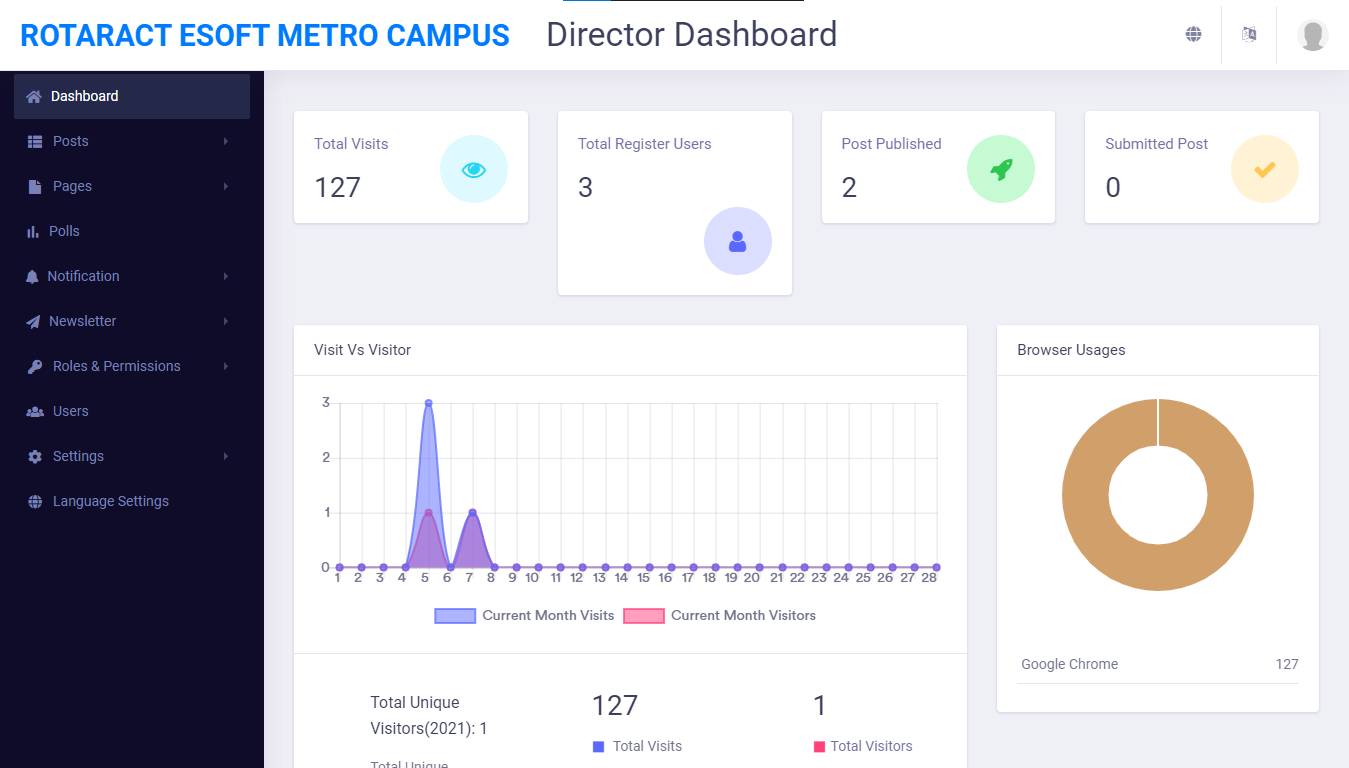 ROTARACT ESOFT METRO CAMPUS
Director Dashboard
Dashboard
Posts
Pages
Polls
Notification
Newsletter
Roles & Permissions
Users
Settings
Language Settings
Total Visits
127
Total Register Users
3
Post Published
2
Submitted Post
0
Visit Vs Visitor
3
2
1
0
1 2 3 4 5 6 7 8 9 10 11 12 13 14 15 16 17 18 19 20 21 22 23 24 25 26 27 28
Current Month Visits Current Month Visitors
Total Unique
Visitors(2021): 1
Total Unique
127
Total Visits
1
Total Visitors
Browser Usages
Google Chrome 127